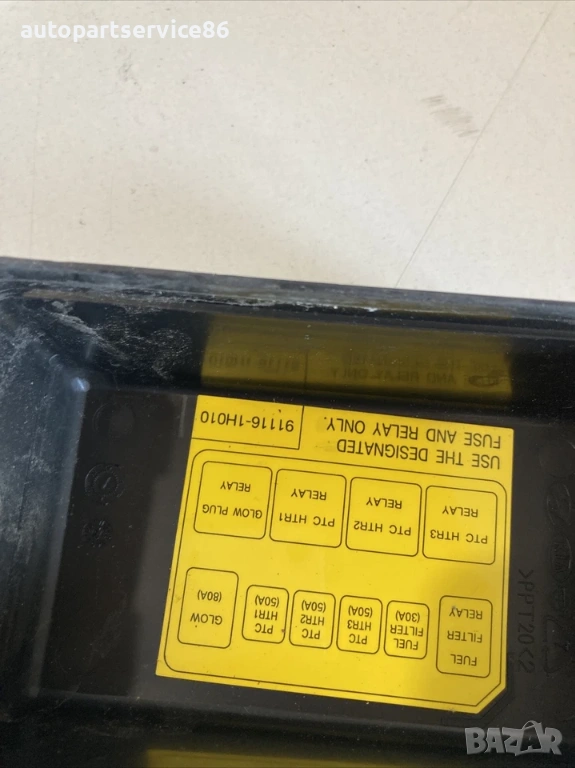 autopartservice86
USE THE DESIGNATED
FUSE AND RELAY ONLY.
91116-1H010
PTC HTR3
RELAY
PTC HTR2
RELAY
PTC HTR1
RELAY
GLOW PLUG
RELAY
FUEL
FILTER
RELAY
FUEL
FILTER
(30A)
PTC
HTR3
(50A)
PTC
HTR2
(50A)
PTC
HTR1
(50A)
GLOW
(80A)
>PPT20<
BAZAR